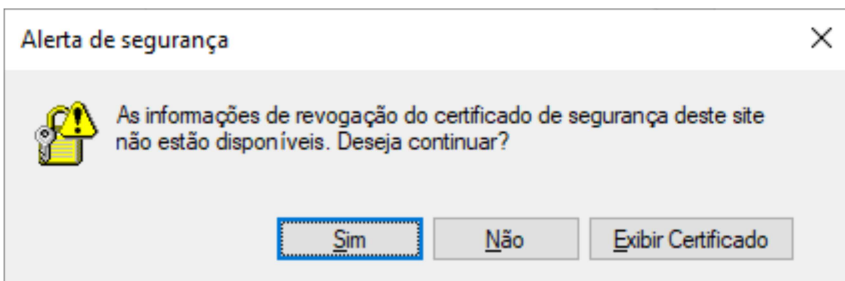 Alerta de segurança
As informações de revogação do certificado de segurança deste site
não estão disponíveis. Deseja continuar?
Sim Não Exibir Certificado